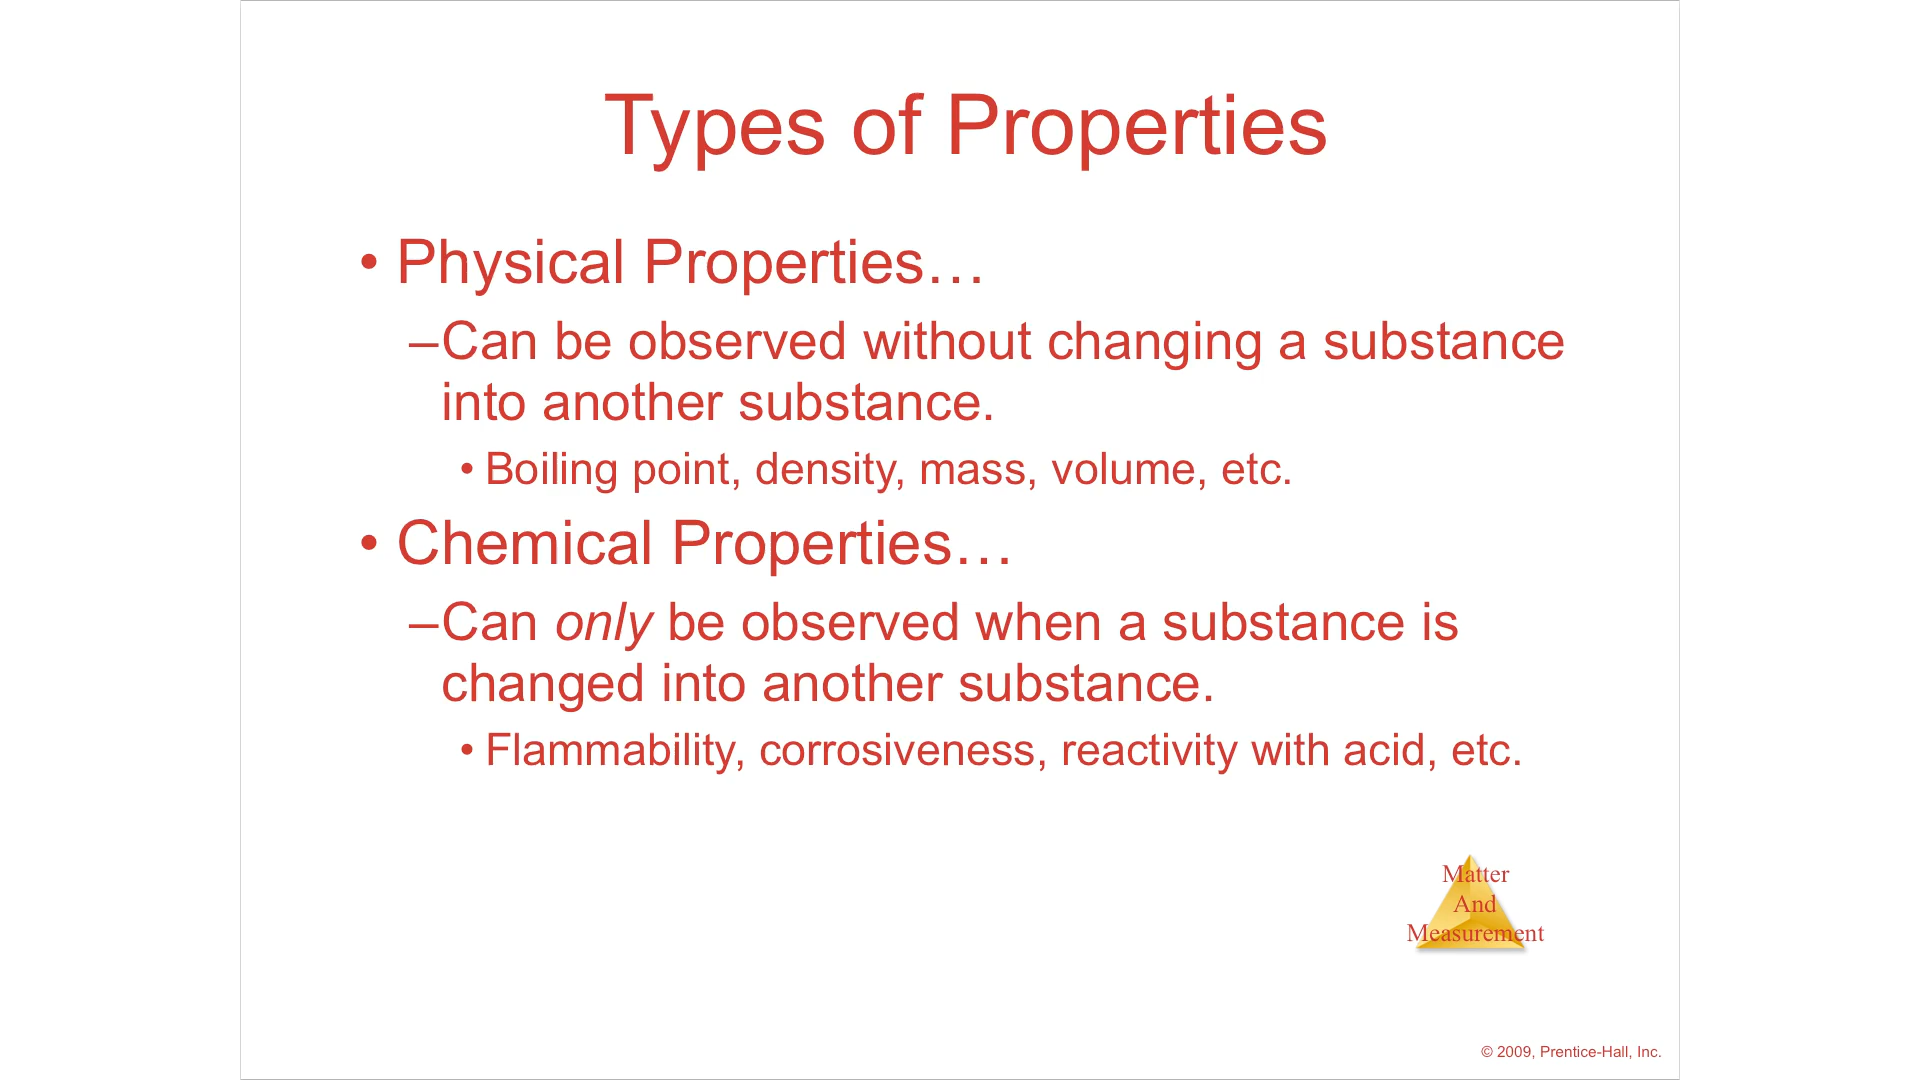 Types of Properties
• Physical Properties…
–Can be observed without changing a substance
into another substance.
• Boiling point, density, mass, volume, etc.
• Chemical Properties…
–Can only be observed when a substance is
changed into another substance.
• Flammability, corrosiveness, reactivity with acid, etc.
Matter
And
Measurement
© 2009, Prentice-Hall, Inc.